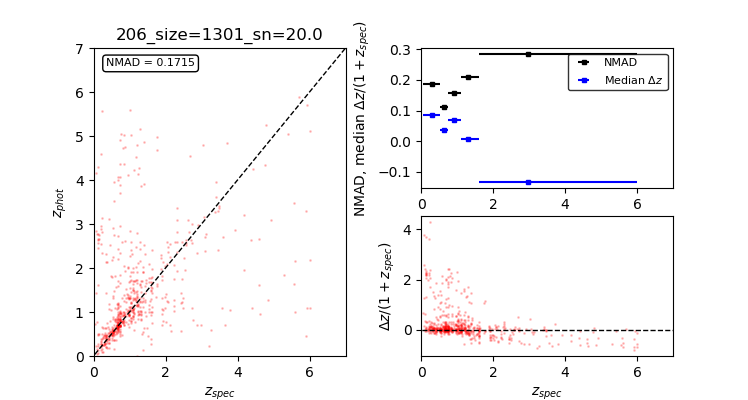 206_size=1301_sn=20.0
NMAD = 0.1715
7
6
5
4
3
2
1
0
z_phot
0 2 4 6
z_spec
NMAD, median Δz/(1 + z_spec)
0.3
0.2
0.1
0.0
−0.1
NMAD
Median Δz
0 2 4 6
Δz/(1 + z_spec)
4
2
0
0 2 4 6
z_spec